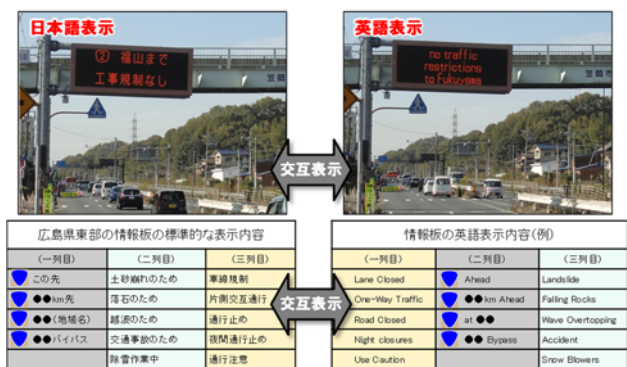 日本語表示
② 福山まで
工事規制なし
英語表示
no traffic
restrictions
to Fukuyama
交互表示
広島県東部の情報板の標準的な表示内容
(一列目) (二列目) (三列目)
この先 土砂崩れのため 車線規制
●●km先 落石のため 片側交互通行
●●(地域名) 越波のため 通行止め
●●バイパス 交通事故のため 夜間通行止め
除雪作業中 通行注意
交互表示
情報板の英語表示内容(例)
(一列目) (二列目) (三列目)
Lane Closed Ahead Landslide
One-Way Traffic ●●km Ahead Falling Rocks
Road Closed at ●● Wave Overtopping
Night closures ●● Bypass Accident
Use Caution Snow Blowers